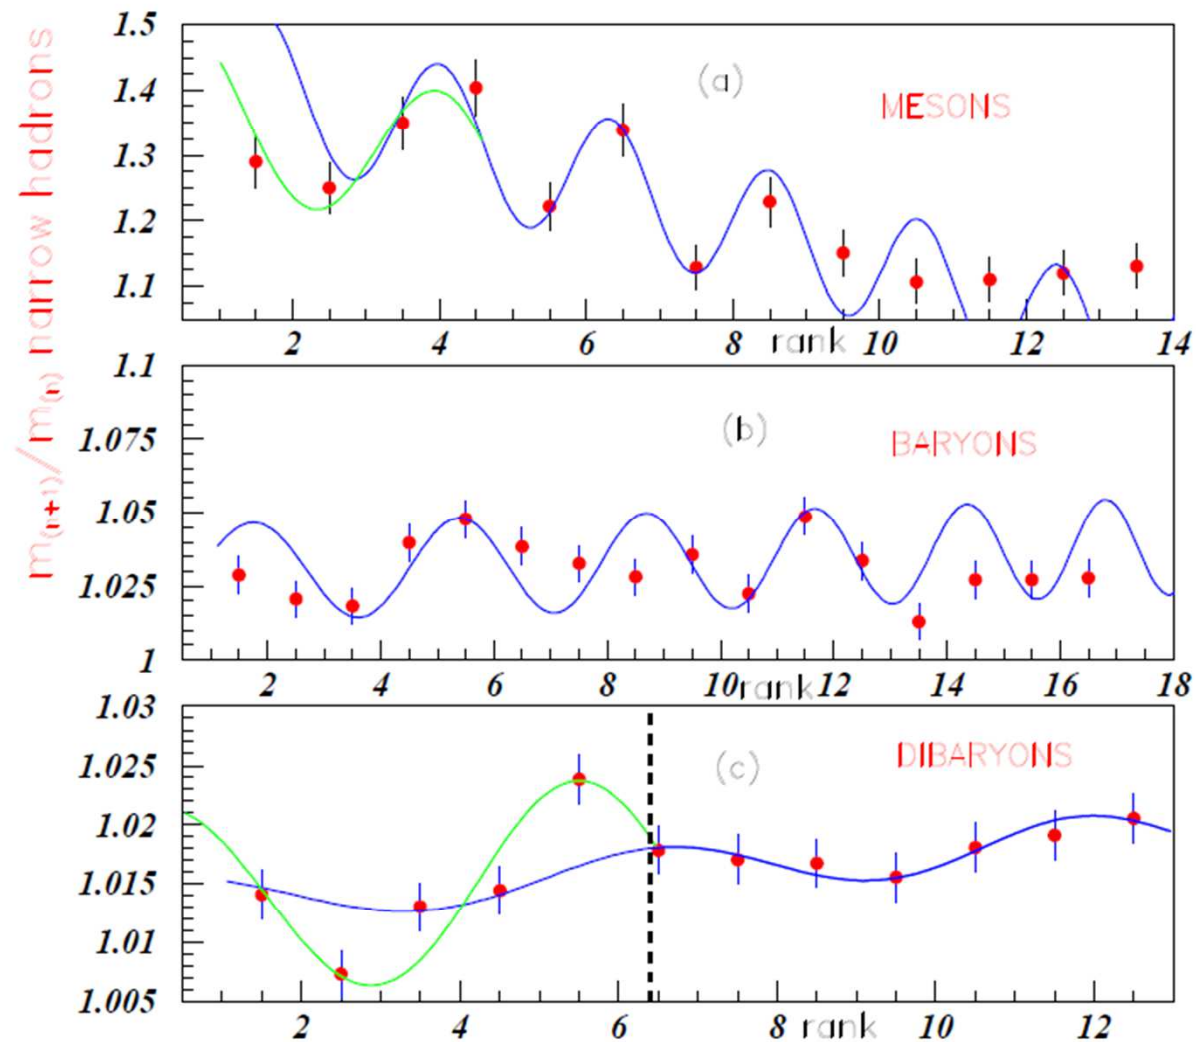 m(n+1)/m(n) narrow hadrons
1.5
1.4
1.3
1.2
1.1
(a)
MESONS
2 4 6 8 rank 10 12 14
1.1
1.075
1.05
1.025
1
(b)
BARYONS
2 4 6 8 10 rank 12 14 16 18
1.03
1.025
1.02
1.015
1.01
1.005
(c)
DIBARYONS
2 4 6 8 rank 10 12